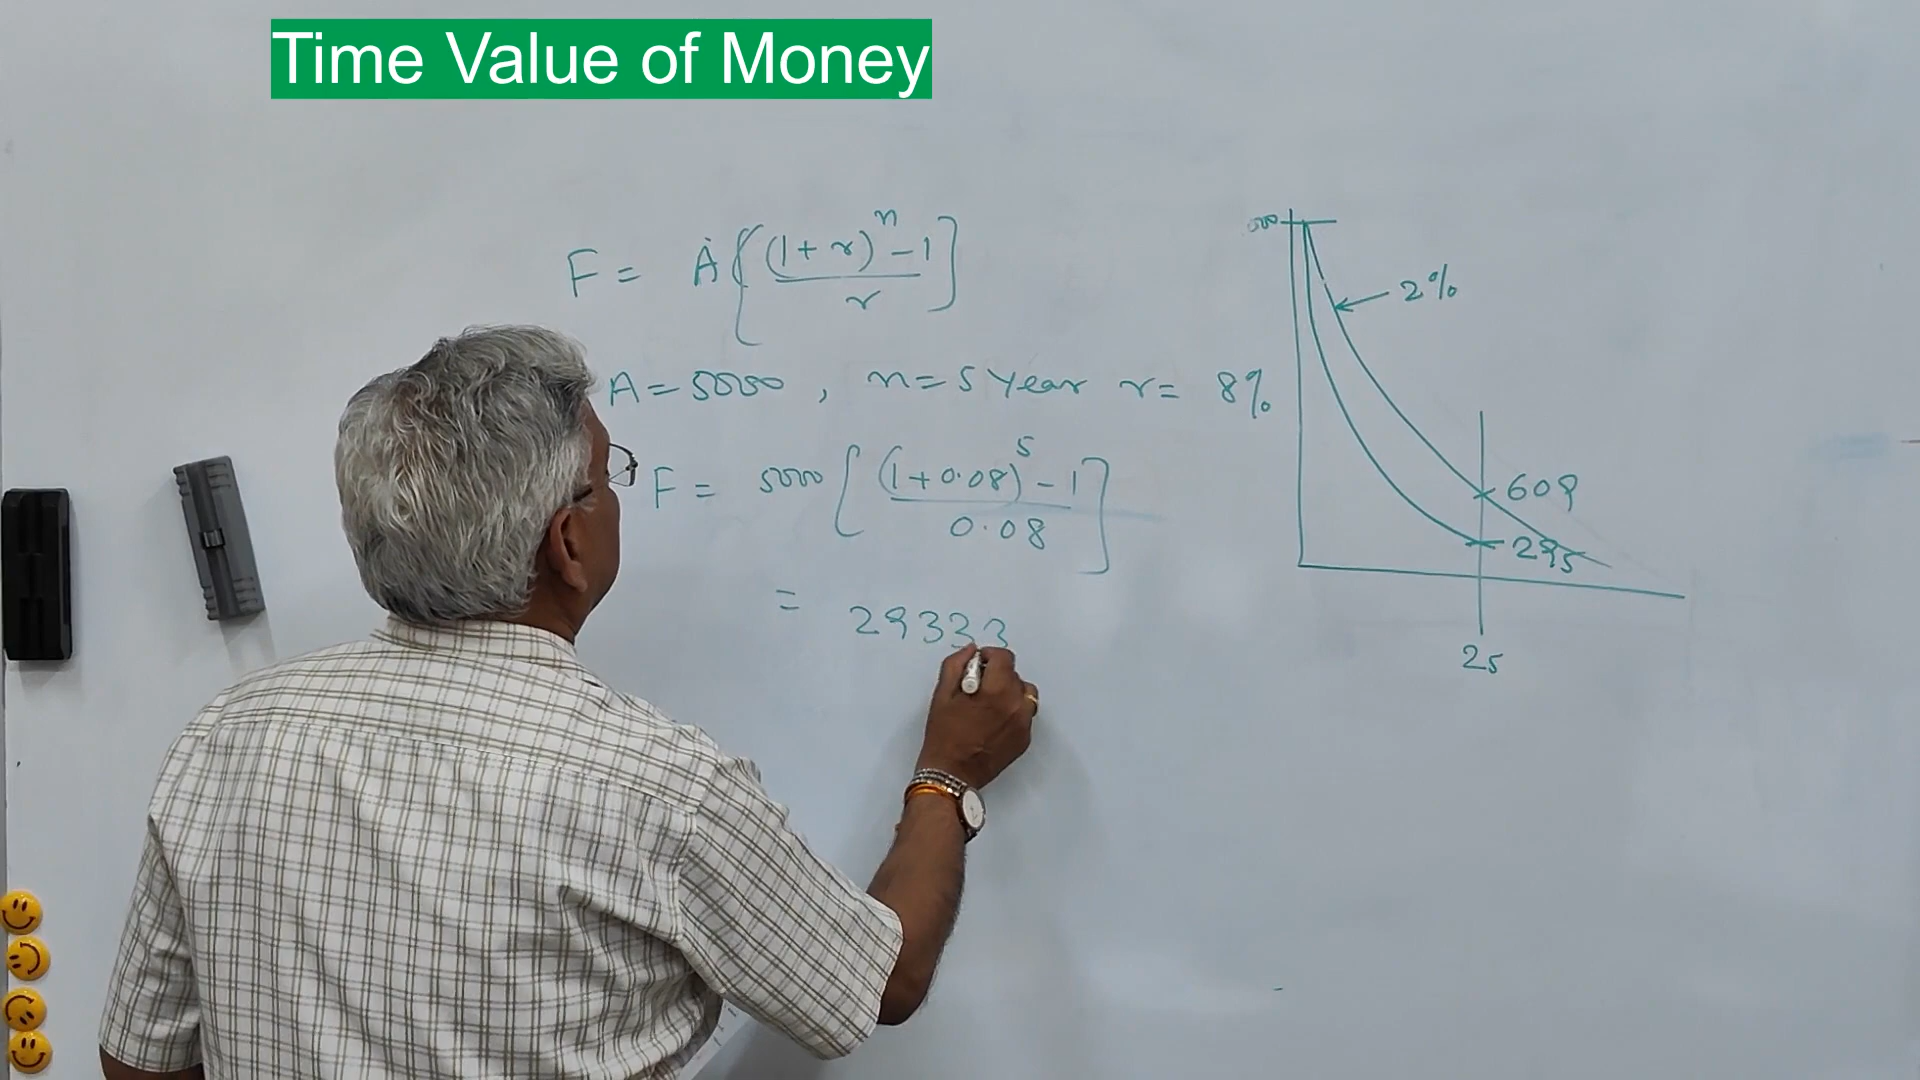 Time Value of Money
F = A [ (1+r)^n - 1 / r ]
A = 5000 , n = 5 Year r = 8%
F = 5000 [ (1+0.08)^5 - 1 / 0.08 ]
= 29333
2%
609
295
25